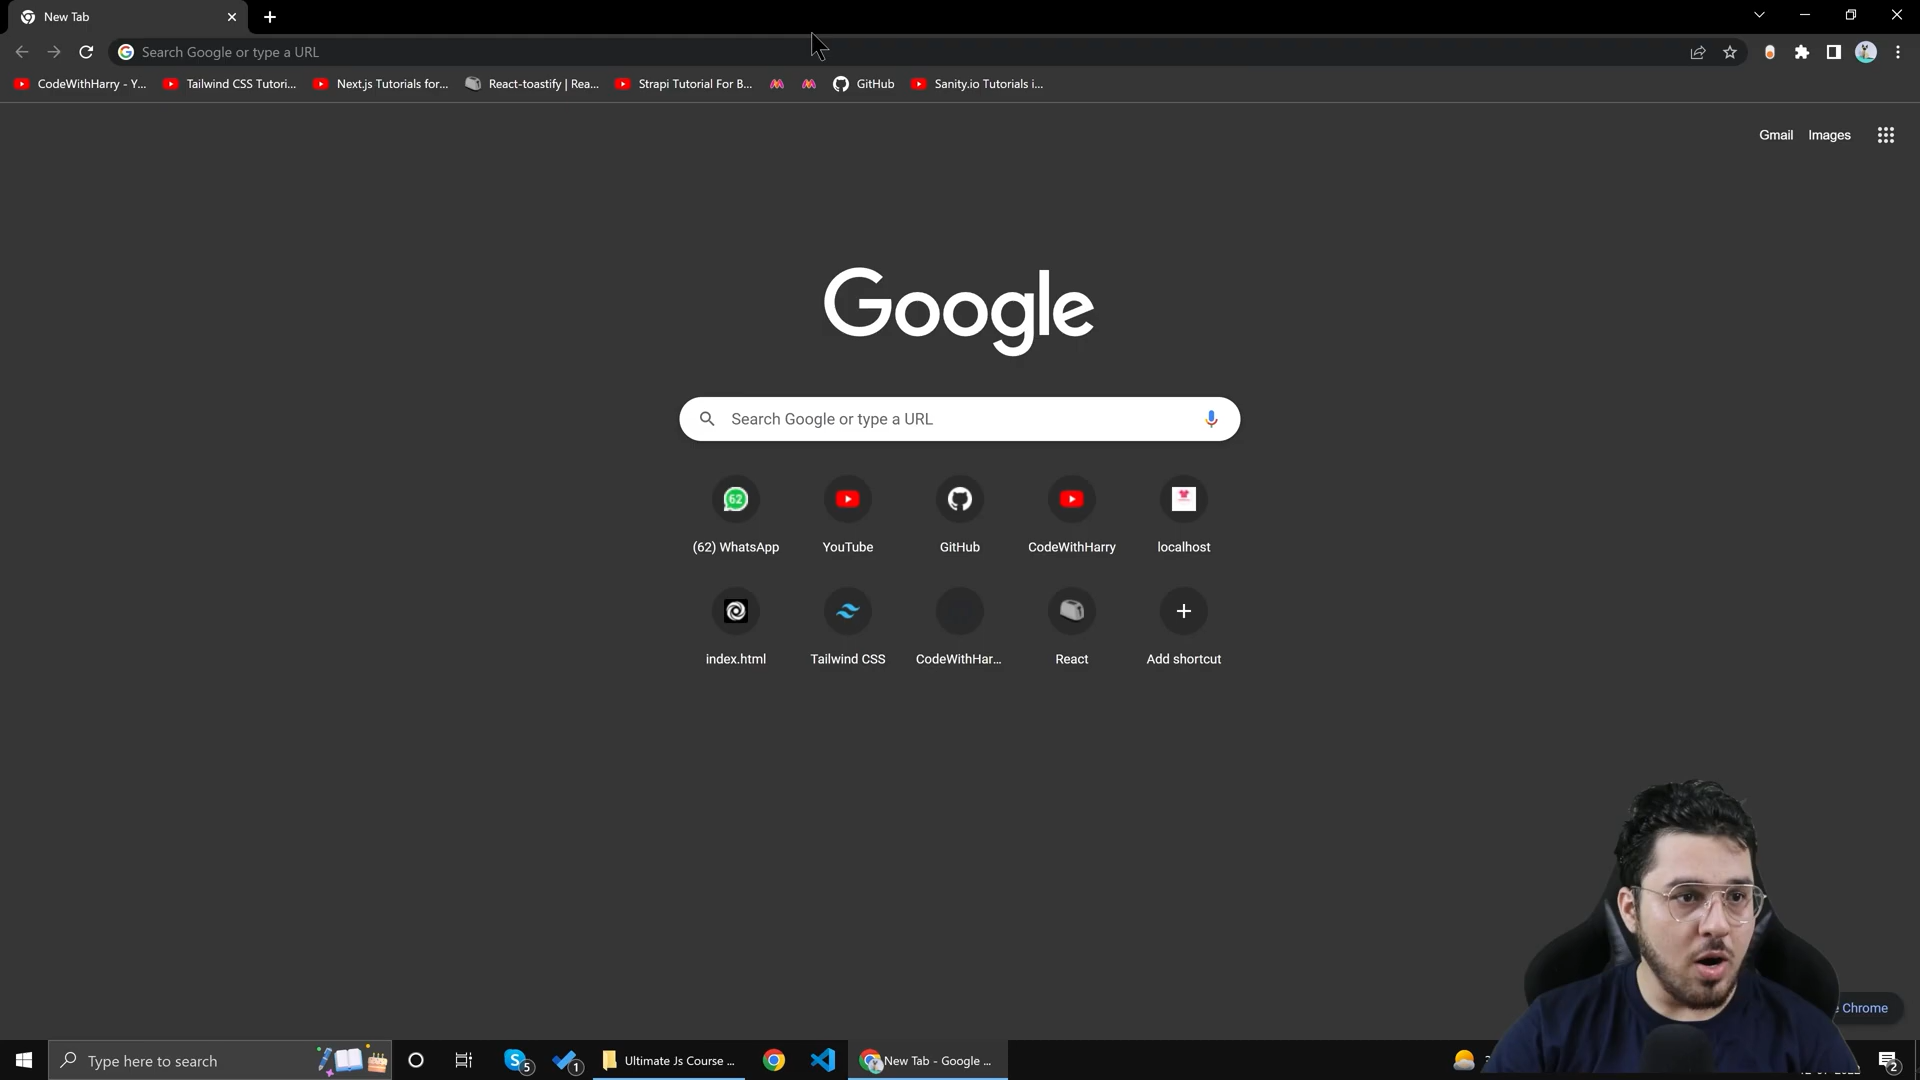 New Tab
Search Google or type a URL
CodeWithHarry - Y...
Tailwind CSS Tutori...
Next.js Tutorials for...
React-toastify | Rea...
Strapi Tutorial For B...
GitHub
Sanity.io Tutorials i...
Gmail
Images
Google
Search Google or type a URL
62
(62) WhatsApp
YouTube
GitHub
CodeWithHarry
localhost
index.html
Tailwind CSS
CodeWithHar...
React
Add shortcut
Chrome
Type here to search
5
1
Ultimate Js Course ...
New Tab - Google ...
2